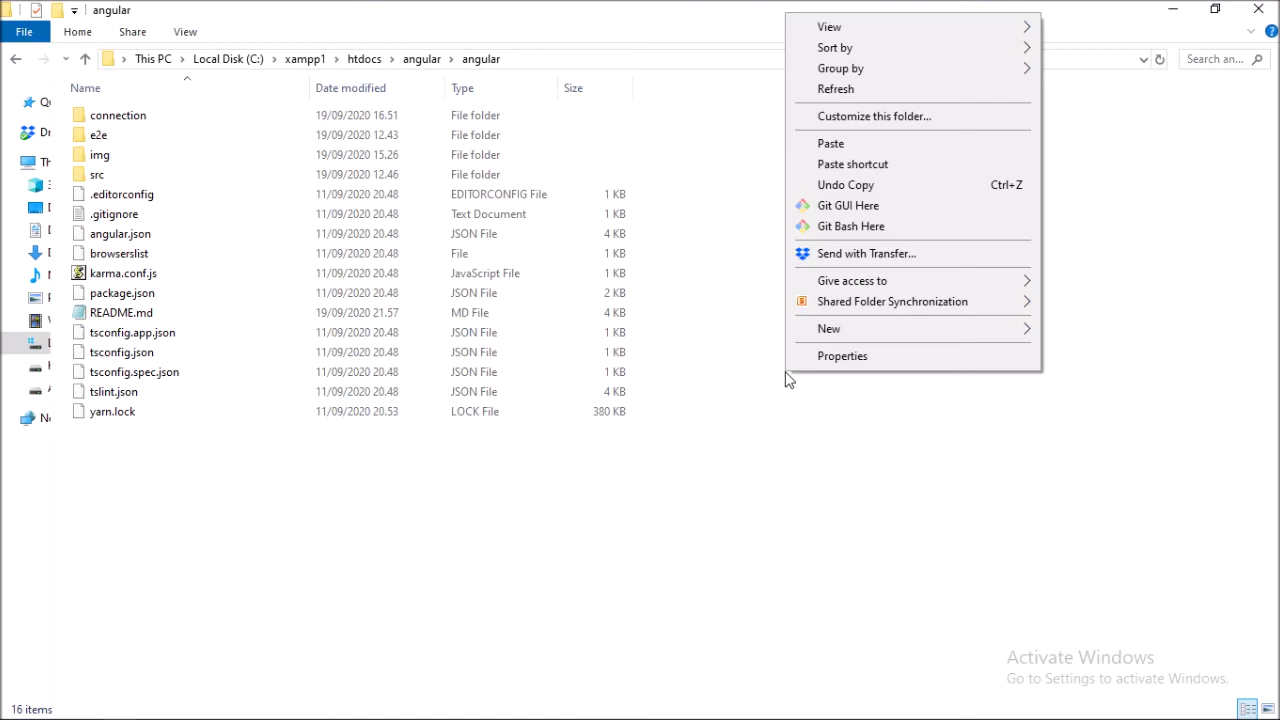 angular
File Home Share View
This PC Local Disk (C:) xampp1 htdocs angular angular
Search an...
Name Date modified Type Size
connection 19/09/2020 16.51 File folder
e2e 19/09/2020 12.43 File folder
img 19/09/2020 15.26 File folder
src 19/09/2020 12.46 File folder
.editorconfig 11/09/2020 20.48 EDITORCONFIG File 1 KB
.gitignore 11/09/2020 20.48 Text Document 1 KB
angular.json 11/09/2020 20.48 JSON File 4 KB
browserslist 11/09/2020 20.48 File 1 KB
karma.conf.js 11/09/2020 20.48 JavaScript File 2 KB
package.json 11/09/2020 20.48 JSON File 2 KB
README.md 19/09/2020 21.57 MD File 4 KB
tsconfig.app.json 11/09/2020 20.48 JSON File 1 KB
tsconfig.json 11/09/2020 20.48 JSON File 1 KB
tsconfig.spec.json 11/09/2020 20.48 JSON File 1 KB
tslint.json 11/09/2020 20.48 JSON File 4 KB
yarn.lock 11/09/2020 20.53 LOCK File 380 KB
View
Sort by
Group by
Refresh
Customize this folder...
Paste
Paste shortcut
Undo Copy Ctrl+Z
Git GUI Here
Git Bash Here
Send with Transfer...
Give access to
Shared Folder Synchronization
New
Properties
Activate Windows
Go to Settings to activate Windows.
16 items